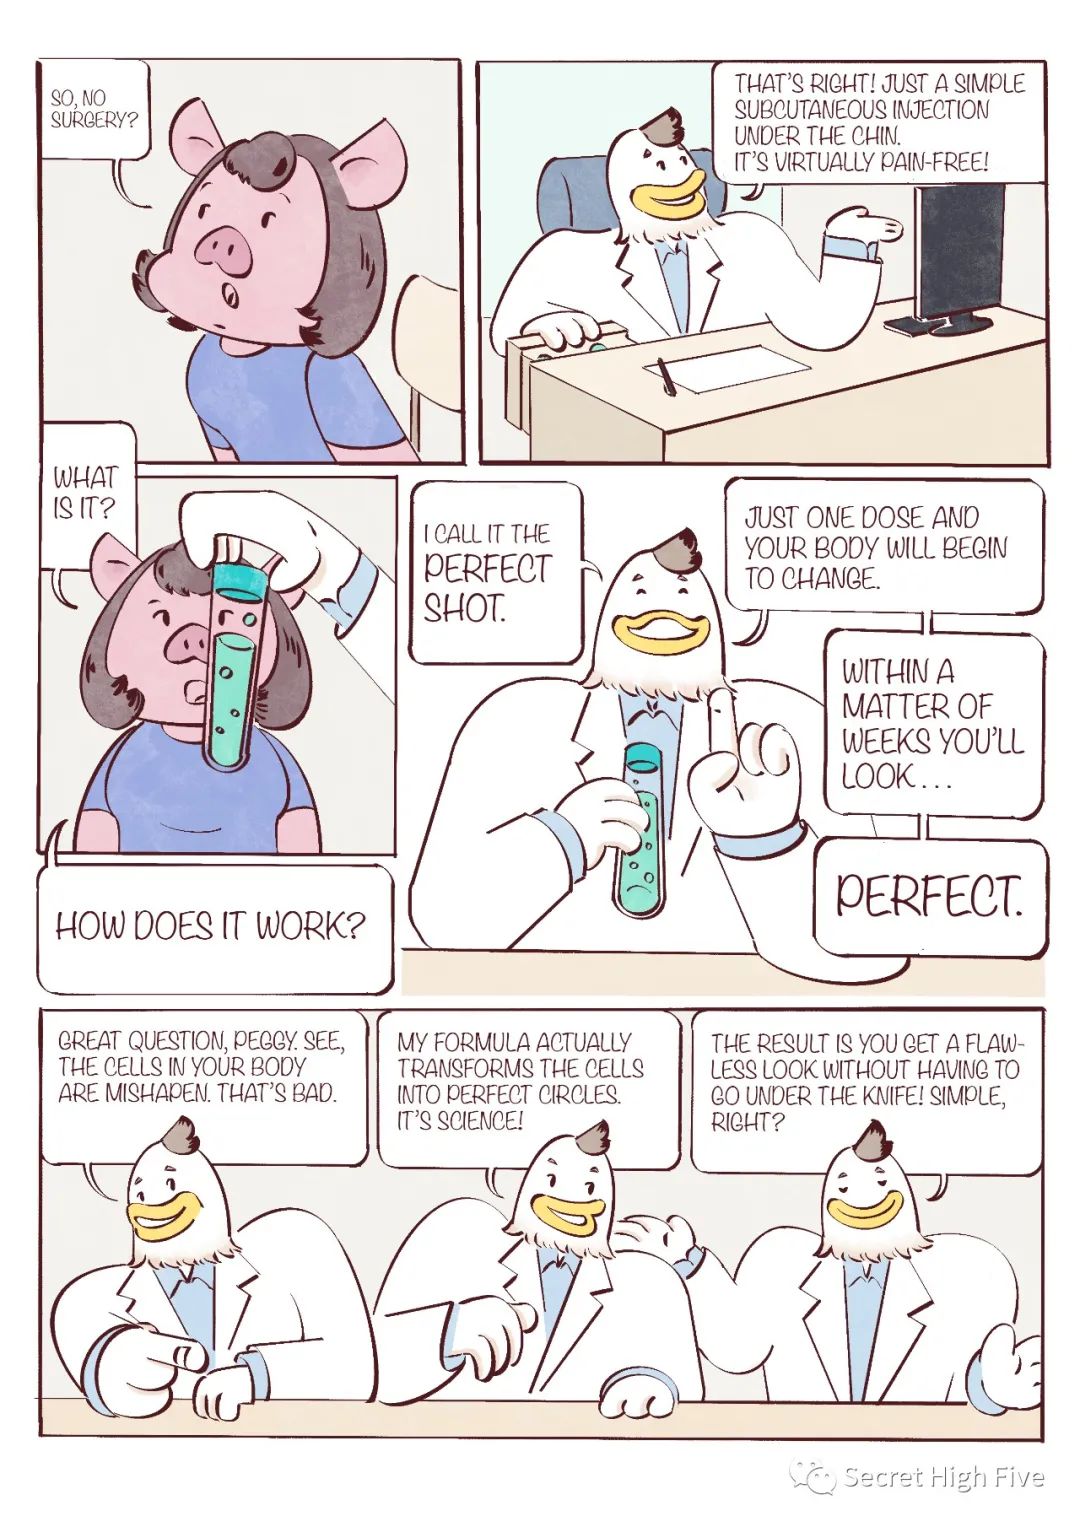 SO, NO
SURGERY?
THAT'S RIGHT! JUST A SIMPLE
SUBCUTANEOUS INJECTION
UNDER THE CHIN.
IT'S VIRTUALLY PAIN-FREE!
WHAT
IS IT?
HOW DOES IT WORK?
I CALL IT THE
PERFECT
SHOT.
JUST ONE DOSE AND
YOUR BODY WILL BEGIN
TO CHANGE.
WITHIN A
MATTER OF
WEEKS YOU'LL
LOOK...
PERFECT.
GREAT QUESTION, PEGGY. SEE,
THE CELLS IN YOUR BODY
ARE MISHAPEN. THAT'S BAD.
MY FORMULA ACTUALLY
TRANSFORMS THE CELLS
INTO PERFECT CIRCLES.
IT'S SCIENCE!
THE RESULT IS YOU GET A FLAW-
LESS LOOK WITHOUT HAVING TO
GO UNDER THE KNIFE! SIMPLE,
RIGHT?
Secret High Five